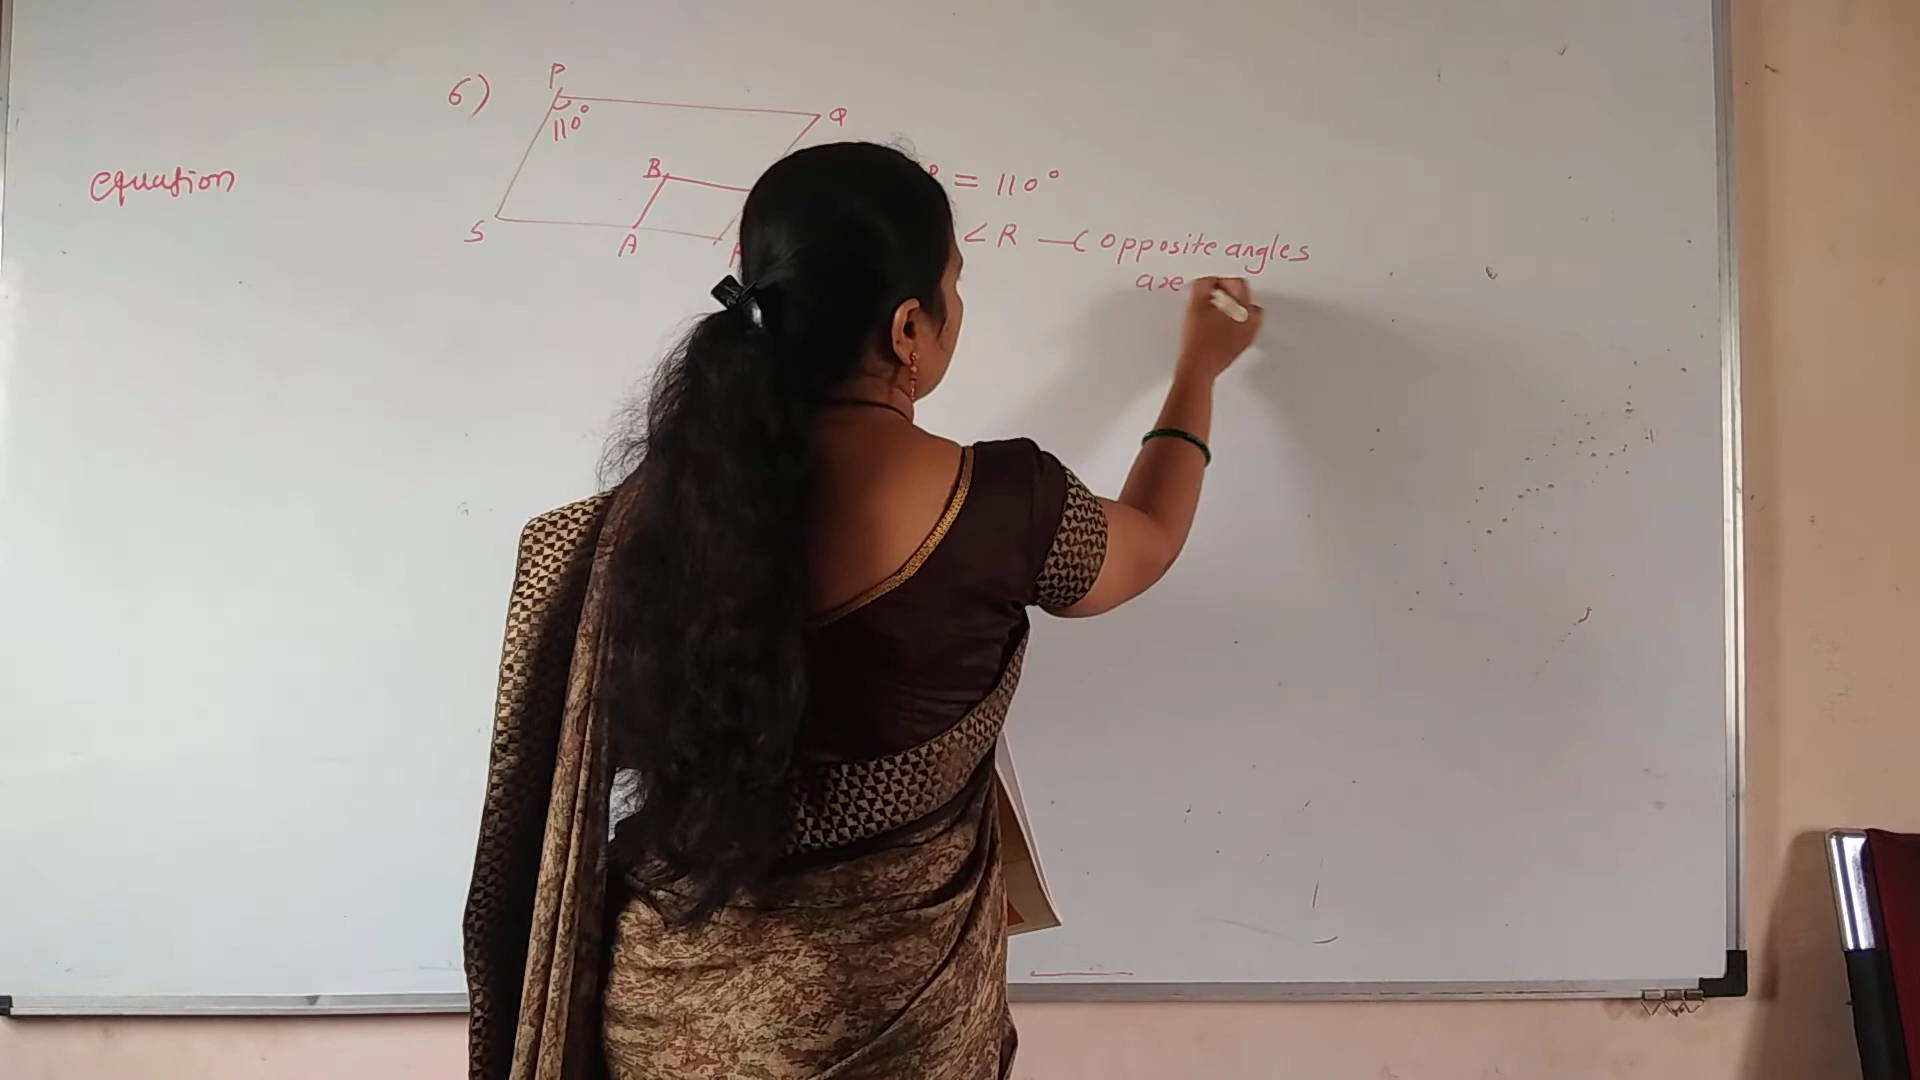 6)
P
110°
Q
equation
B
= 110°
S
A
∠R —( opposite angles
are